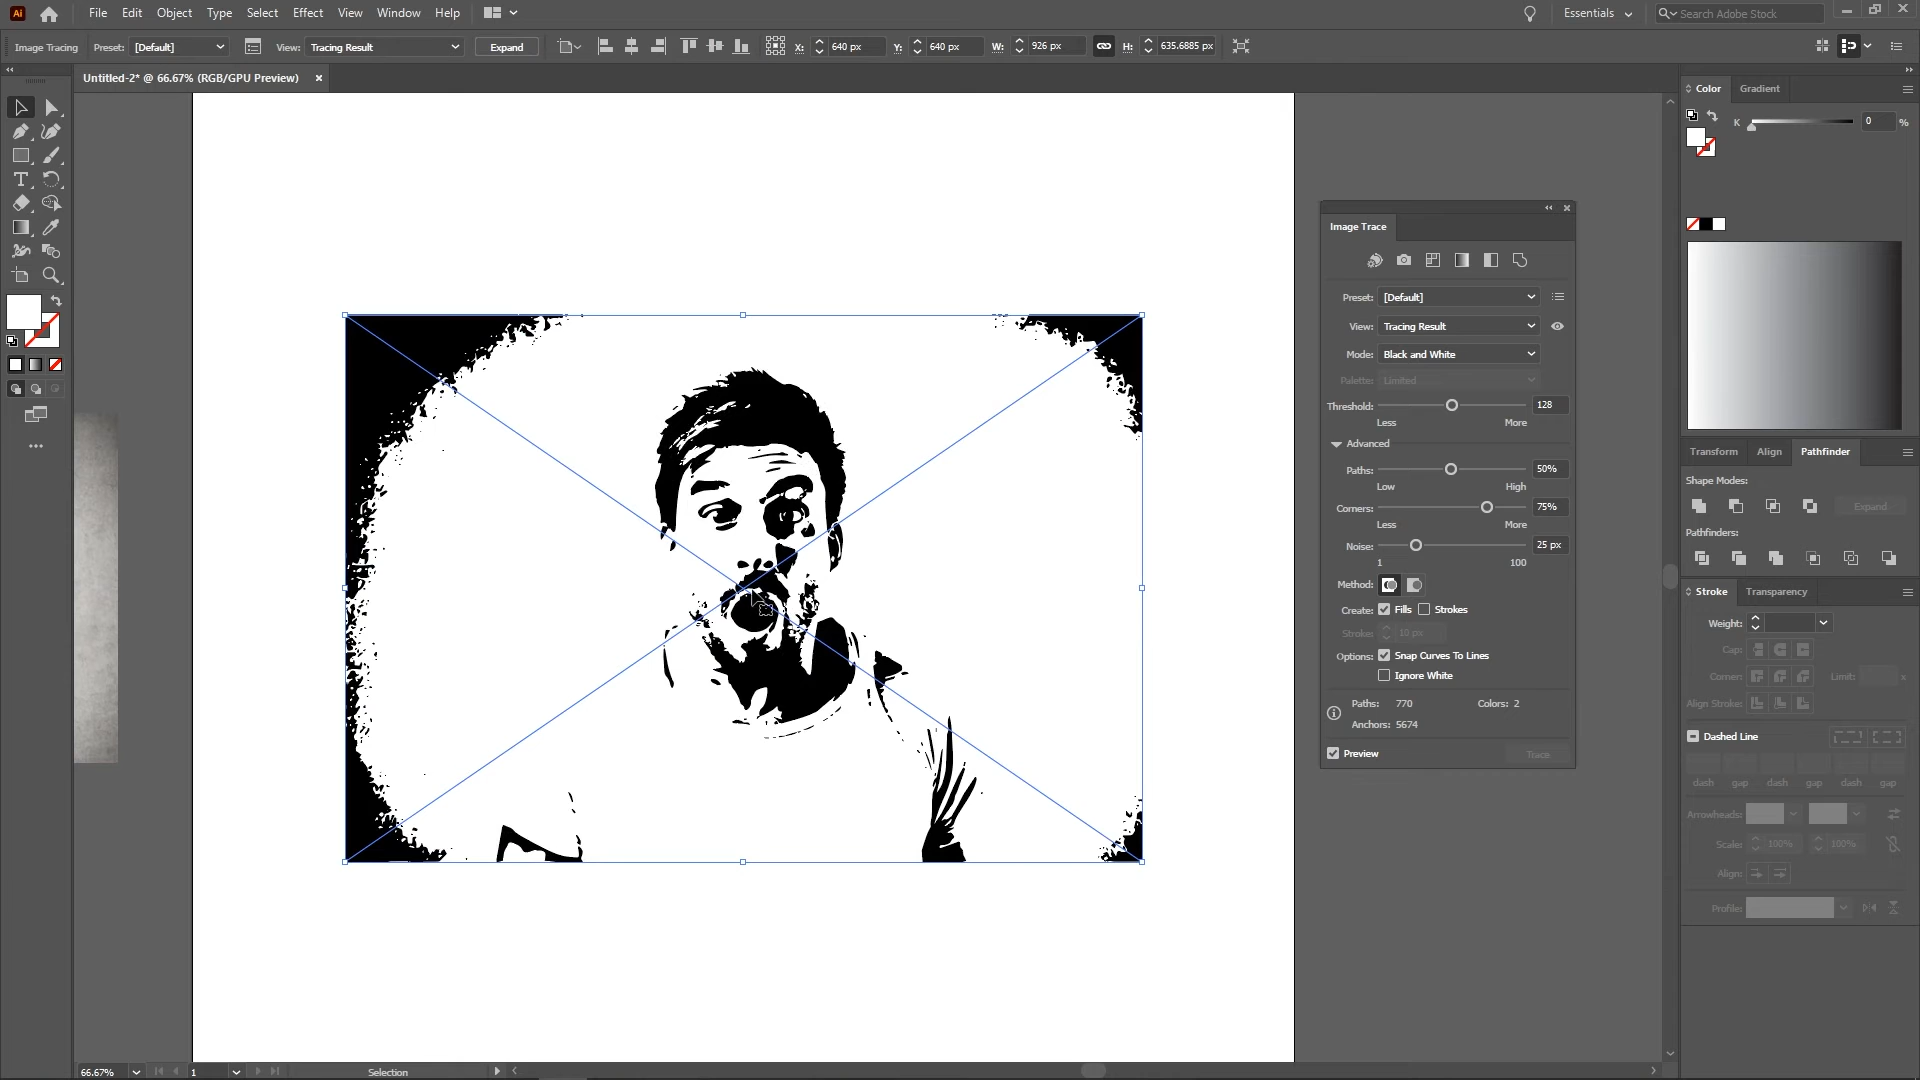 Ai File Edit Object Type Select Effect View Window Help Essentials Search Adobe Stock
Image Tracing Preset: [Default] View: Tracing Result Expand X: 640 px Y: 640 px W: 926 px H: 635.6885 px
Untitled-2* @ 66.67% (RGB/GPU Preview)
Color Gradient
K 0 %
Image Trace
Preset: [Default]
View: Tracing Result
Mode: Black and White
Palette: Limited
Threshold: 128
Less More
Advanced
Paths: 50%
Low High
Corners: 75%
Less More
Noise: 25 px
1 100
Method:
Create: Fills Strokes
Stroke: 10 px
Options: Snap Curves To Lines
Ignore White
Paths: 770 Colors: 2
Anchors: 5674
Preview Trace
Transform Align Pathfinder
Shape Modes:
Expand
Pathfinders:
Stroke Transparency
Weight:
Cap:
Corner: Limit: x
Align Stroke:
Dashed Line
dash gap dash gap dash gap
Arrowheads:
Scale: 100% 100%
Align:
Profile:
66.67% 1 Selection